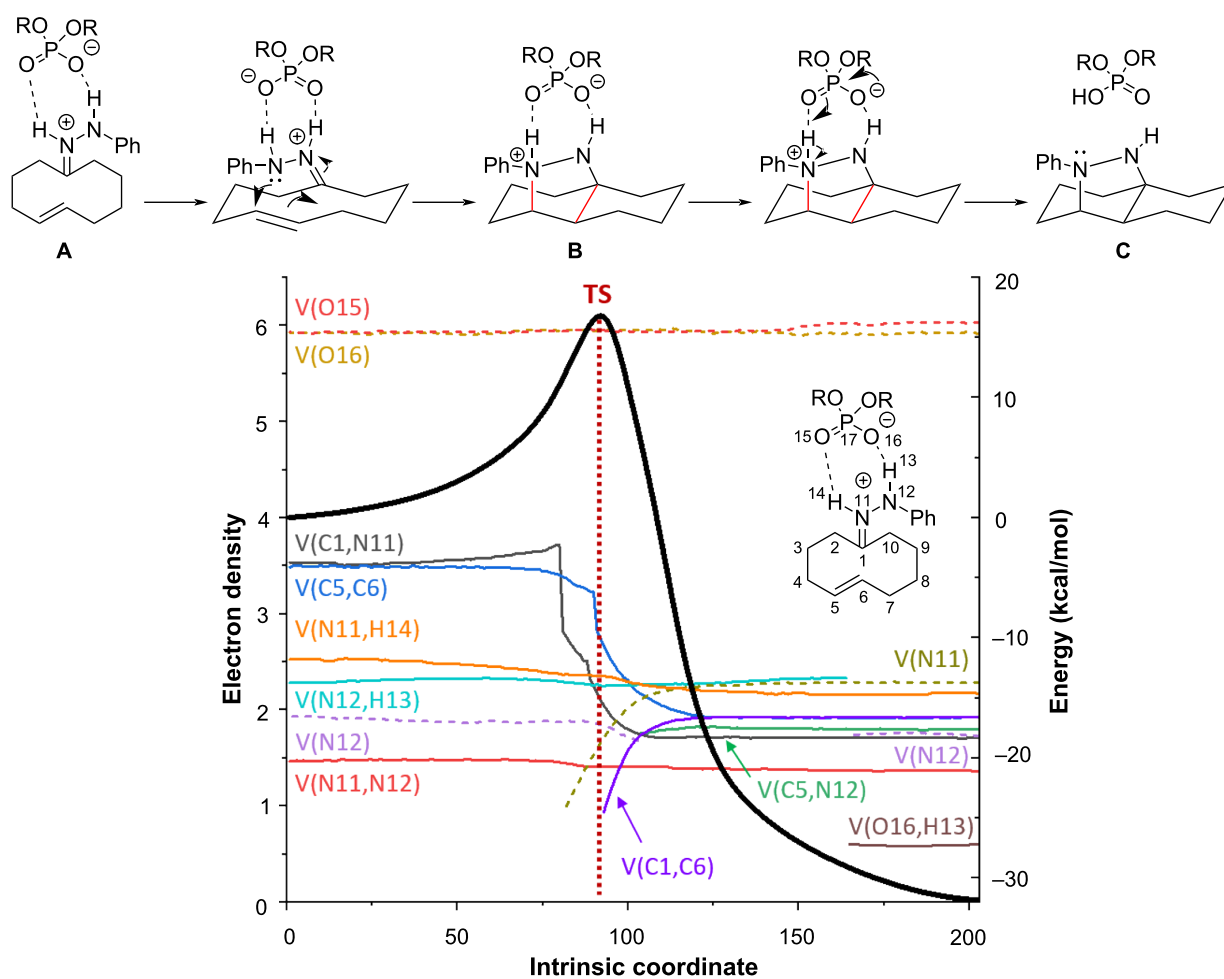 RO OR
P ⊖
O O
H H
⊕
N N
Ph
A
RO OR
⊖ P
O O
H ⊕ H
Ph N N
RO OR
P ⊖
O O
H H
⊕
Ph N N
B
RO OR
P ⊖
O O
H H
⊕
Ph N N
RO OR
P
HO O
H
Ph N N
C
TS
V(O15)
V(O16)
V(C1,N11)
V(C5,C6)
V(N11,H14)
V(N12,H13)
V(N12)
V(N11,N12)
V(N11)
V(N12)
V(C5,N12)
V(O16,H13)
V(C1,C6)
RO OR
P ⊖
O O
15 17 16
13
H
⊕
14 11 12
H N N
Ph
3 2 10 9
1
4 8
5 6 7
Electron density
6
5
4
3
2
1
0
Energy (kcal/mol)
20
10
0
–10
–20
–30
0 50 100 150 200
Intrinsic coordinate